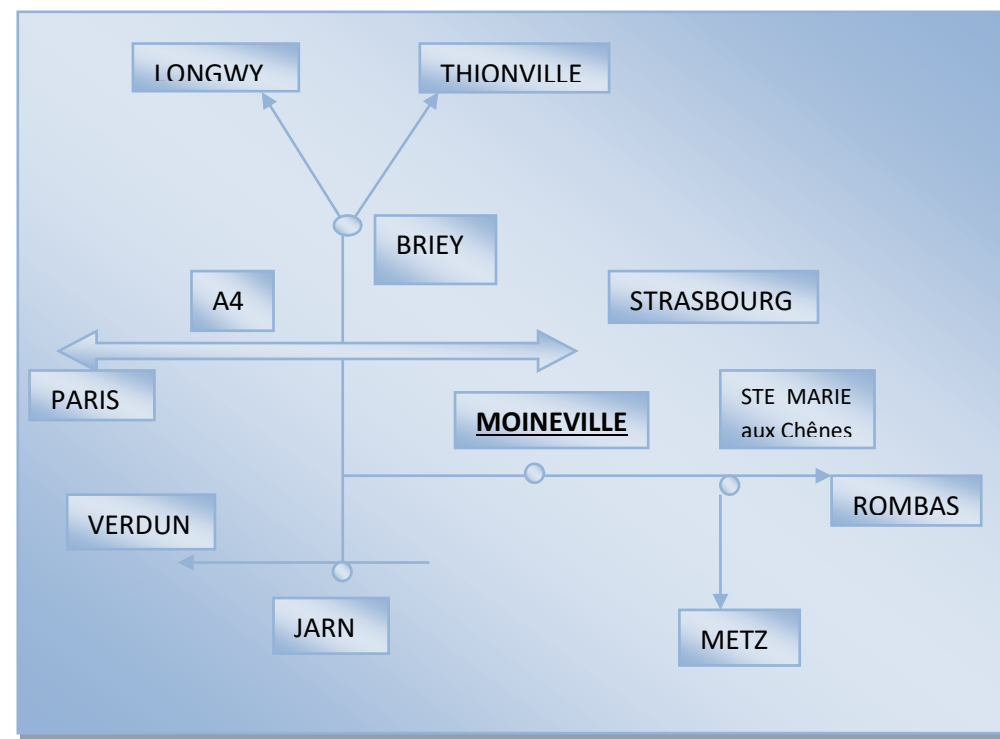 LONGWY
THIONVILLE
BRIEY
A4
STRASBOURG
PARIS
MOINEVILLE
STE MARIE
aux Chênes
ROMBAS
VERDUN
JARN
METZ